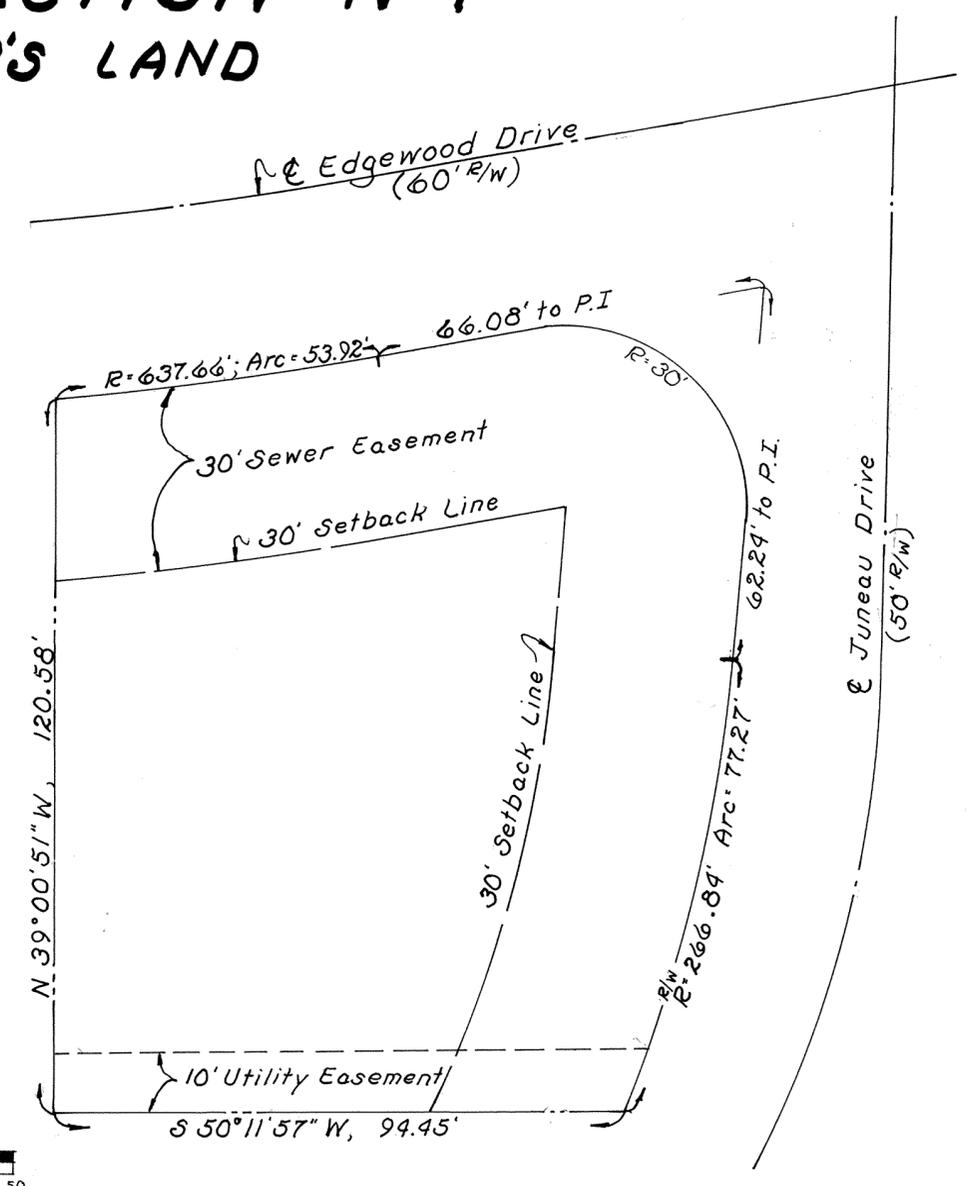 'S LAND
℄ Edgewood Drive
(60' R/W)
66.08' to P.I
R=637.66'; Arc=53.92'
R=30'
30' Sewer Easement
30' Setback Line
62.24' to P.I.
℄ Juneau Drive
(50' R/W)
N 39°00'51" W, 120.58'
30' Setback Line
R/W
R=266.84' Arc=77.27'
10' Utility Easement
S 50°11'57" W, 94.45'
50